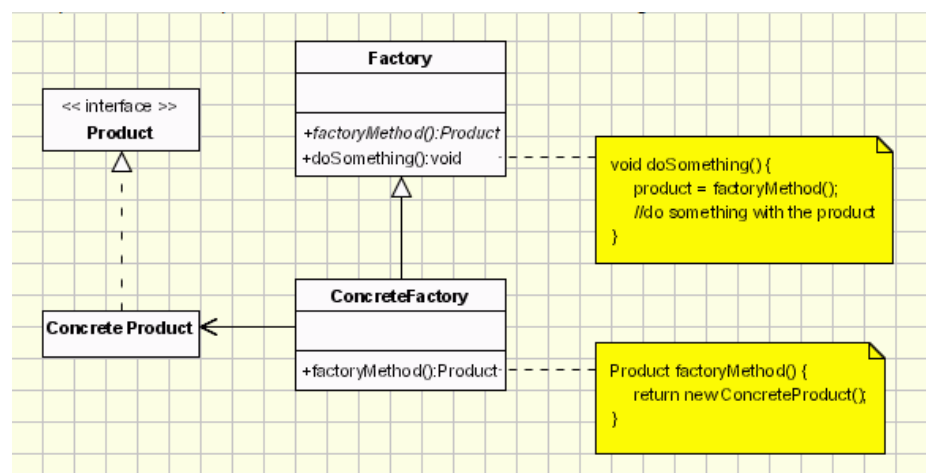 Factory
<< interface >>
Product
+factoryMethod():Product
+doSomething():void
void doSomething() {
product = factoryMethod();
//do something with the product
}
ConcreteFactory
Concrete Product
+factoryMethod():Product
Product factoryMethod() {
return new ConcreteProduct();
}